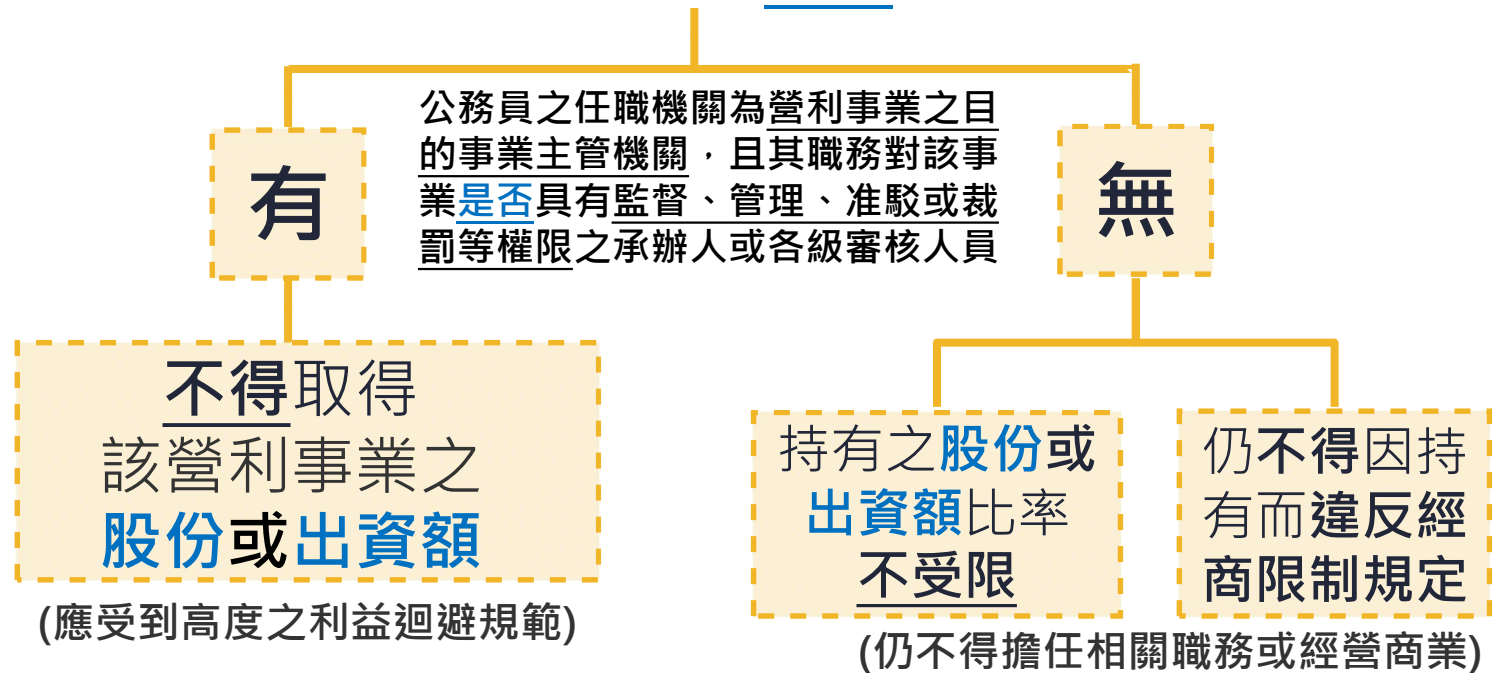 公務員之任職機關為營利事業之目
的事業主管機關，且其職務對該事
業是否具有監督、管理、准駁或裁
罰等權限之承辦人或各級審核人員
有
無
不得取得
該營利事業之
股份或出資額
(應受到高度之利益迴避規範)
持有之股份或
出資額比率
不受限
仍不得因持
有而違反經
商限制規定
(仍不得擔任相關職務或經營商業)